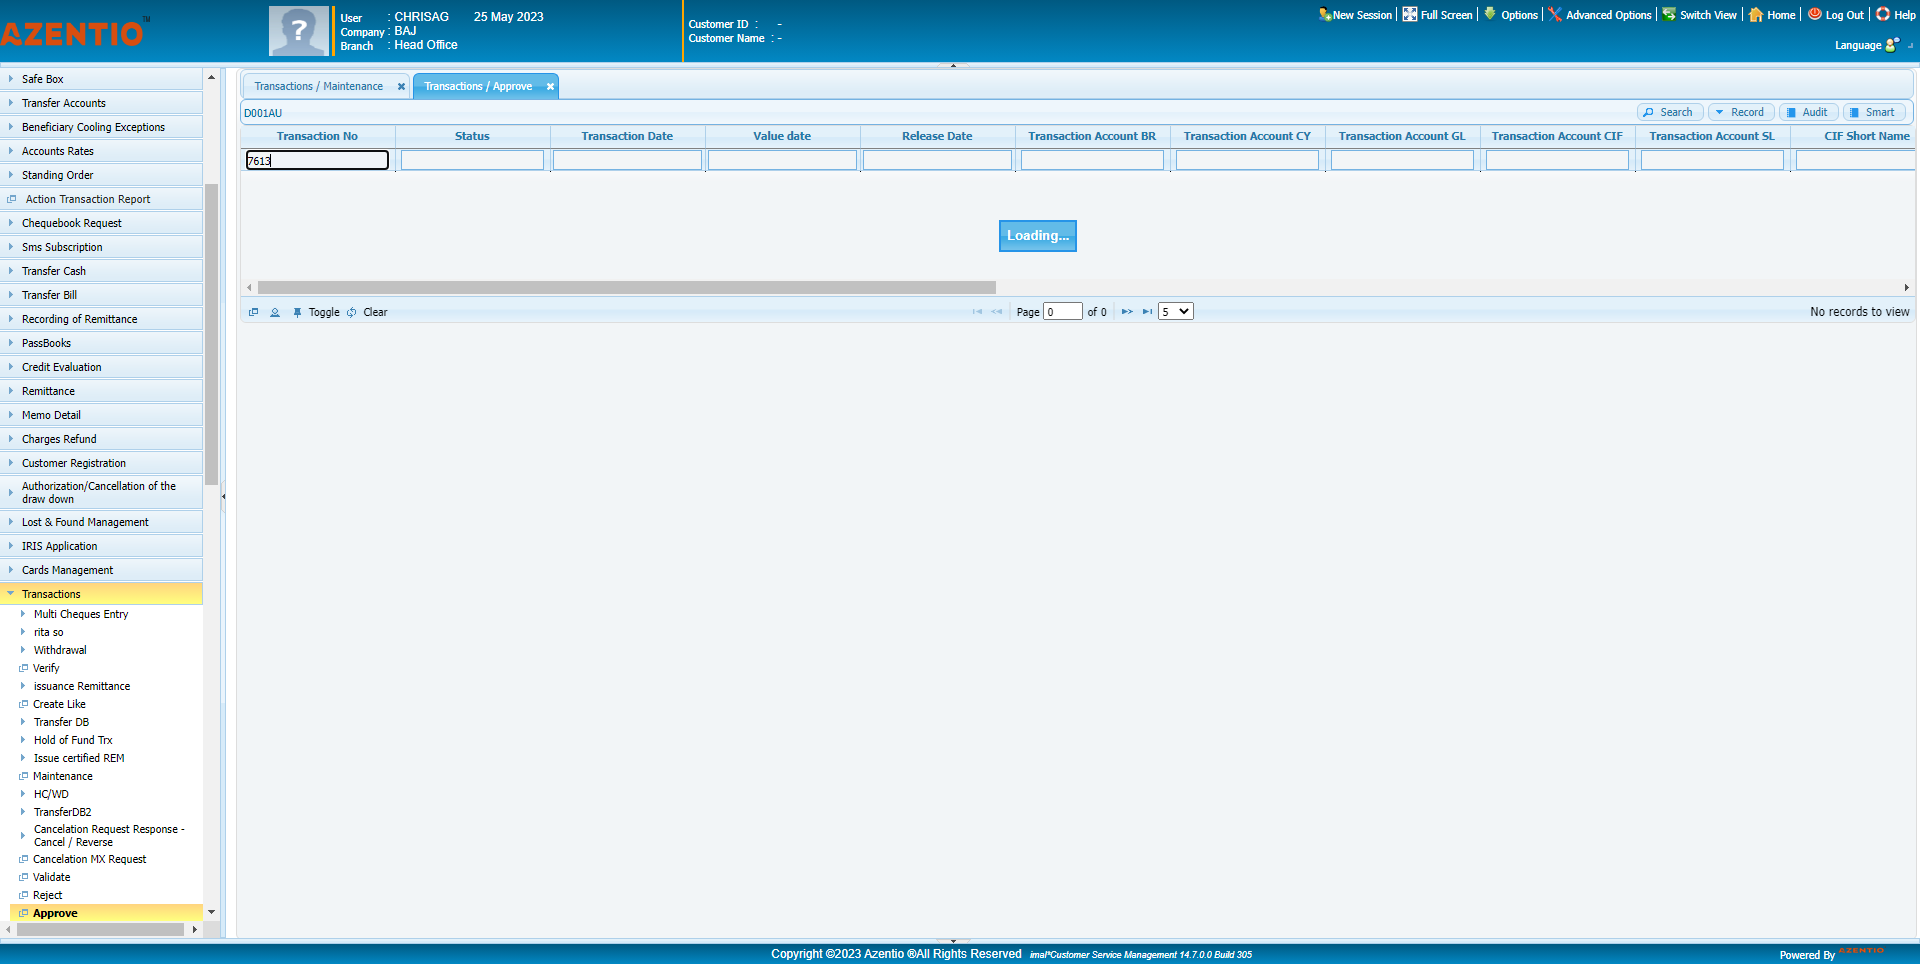 AZENTIO™
User : CHRISAG 25 May 2023
Company : BAJ
Branch : Head Office
Customer ID : -
Customer Name : -
New Session
Full Screen
Options
Advanced Options
Switch View
Home
Log Out
Help
Language
Safe Box
Transfer Accounts
Beneficiary Cooling Exceptions
Accounts Rates
Standing Order
Action Transaction Report
Chequebook Request
Sms Subscription
Transfer Cash
Transfer Bill
Recording of Remittance
PassBooks
Credit Evaluation
Remittance
Memo Detail
Charges Refund
Customer Registration
Authorization/Cancellation of the
draw down
Lost & Found Management
IRIS Application
Cards Management
Transactions
Multi Cheques Entry
rita so
Withdrawal
Verify
issuance Remittance
Create Like
Transfer DB
Hold of Fund Trx
Issue certified REM
Maintenance
HC/WD
TransferDB2
Cancelation Request Response -
Cancel / Reverse
Cancelation MX Request
Validate
Reject
Approve
Transactions / Maintenance
Transactions / Approve
D001AU
Search
Record
Audit
Smart
Transaction No
Status
Transaction Date
Value date
Release Date
Transaction Account BR
Transaction Account CY
Transaction Account GL
Transaction Account CIF
Transaction Account SL
CIF Short Name
7613
Loading...
Toggle
Clear
Page 0 of 0
5
No records to view
Copyright ©2023 Azentio ®All Rights Reserved imal*Customer Service Management 14.7.0.0 Build 305
Powered By AZENTIO